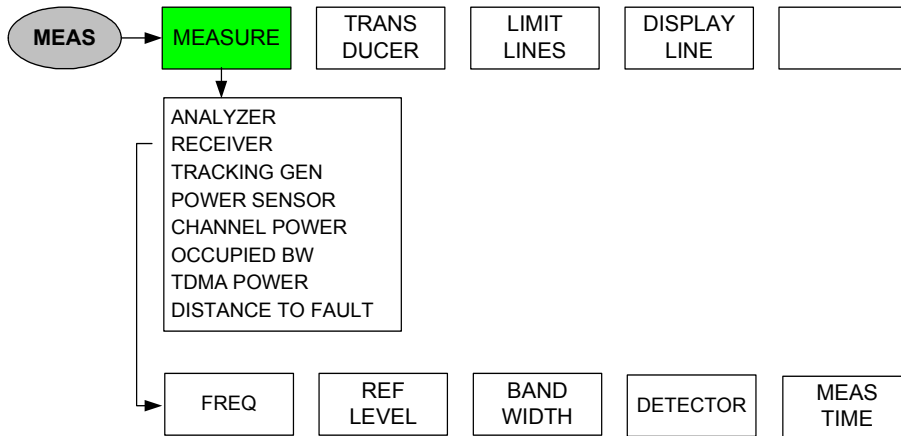 MEAS
MEASURE
TRANS
DUCER
LIMIT
LINES
DISPLAY
LINE
ANALYZER
RECEIVER
TRACKING GEN
POWER SENSOR
CHANNEL POWER
OCCUPIED BW
TDMA POWER
DISTANCE TO FAULT
FREQ
REF
LEVEL
BAND
WIDTH
DETECTOR
MEAS
TIME